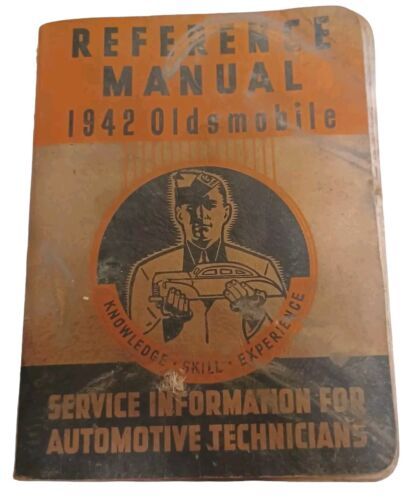 REFERENCE
MANUAL
1942 Oldsmobile
KNOWLEDGE · SKILL · EXPERIENCE
SERVICE INFORMATION FOR
AUTOMOTIVE TECHNICIANS